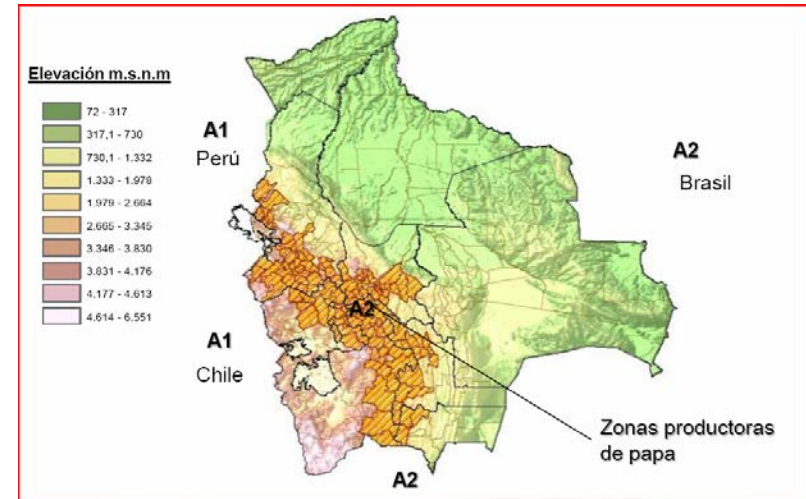 Elevación m.s.n.m
72 - 317
317,1 - 730
730,1 - 1.332
1.333 - 1.978
1.979 - 2.664
2.665 - 3.345
3.346 - 3.830
3.831 - 4.176
4.177 - 4.613
4.614 - 6.551
A1
Perú
A2
Brasil
A2
A1
Chile
Zonas productoras
de papa
A2